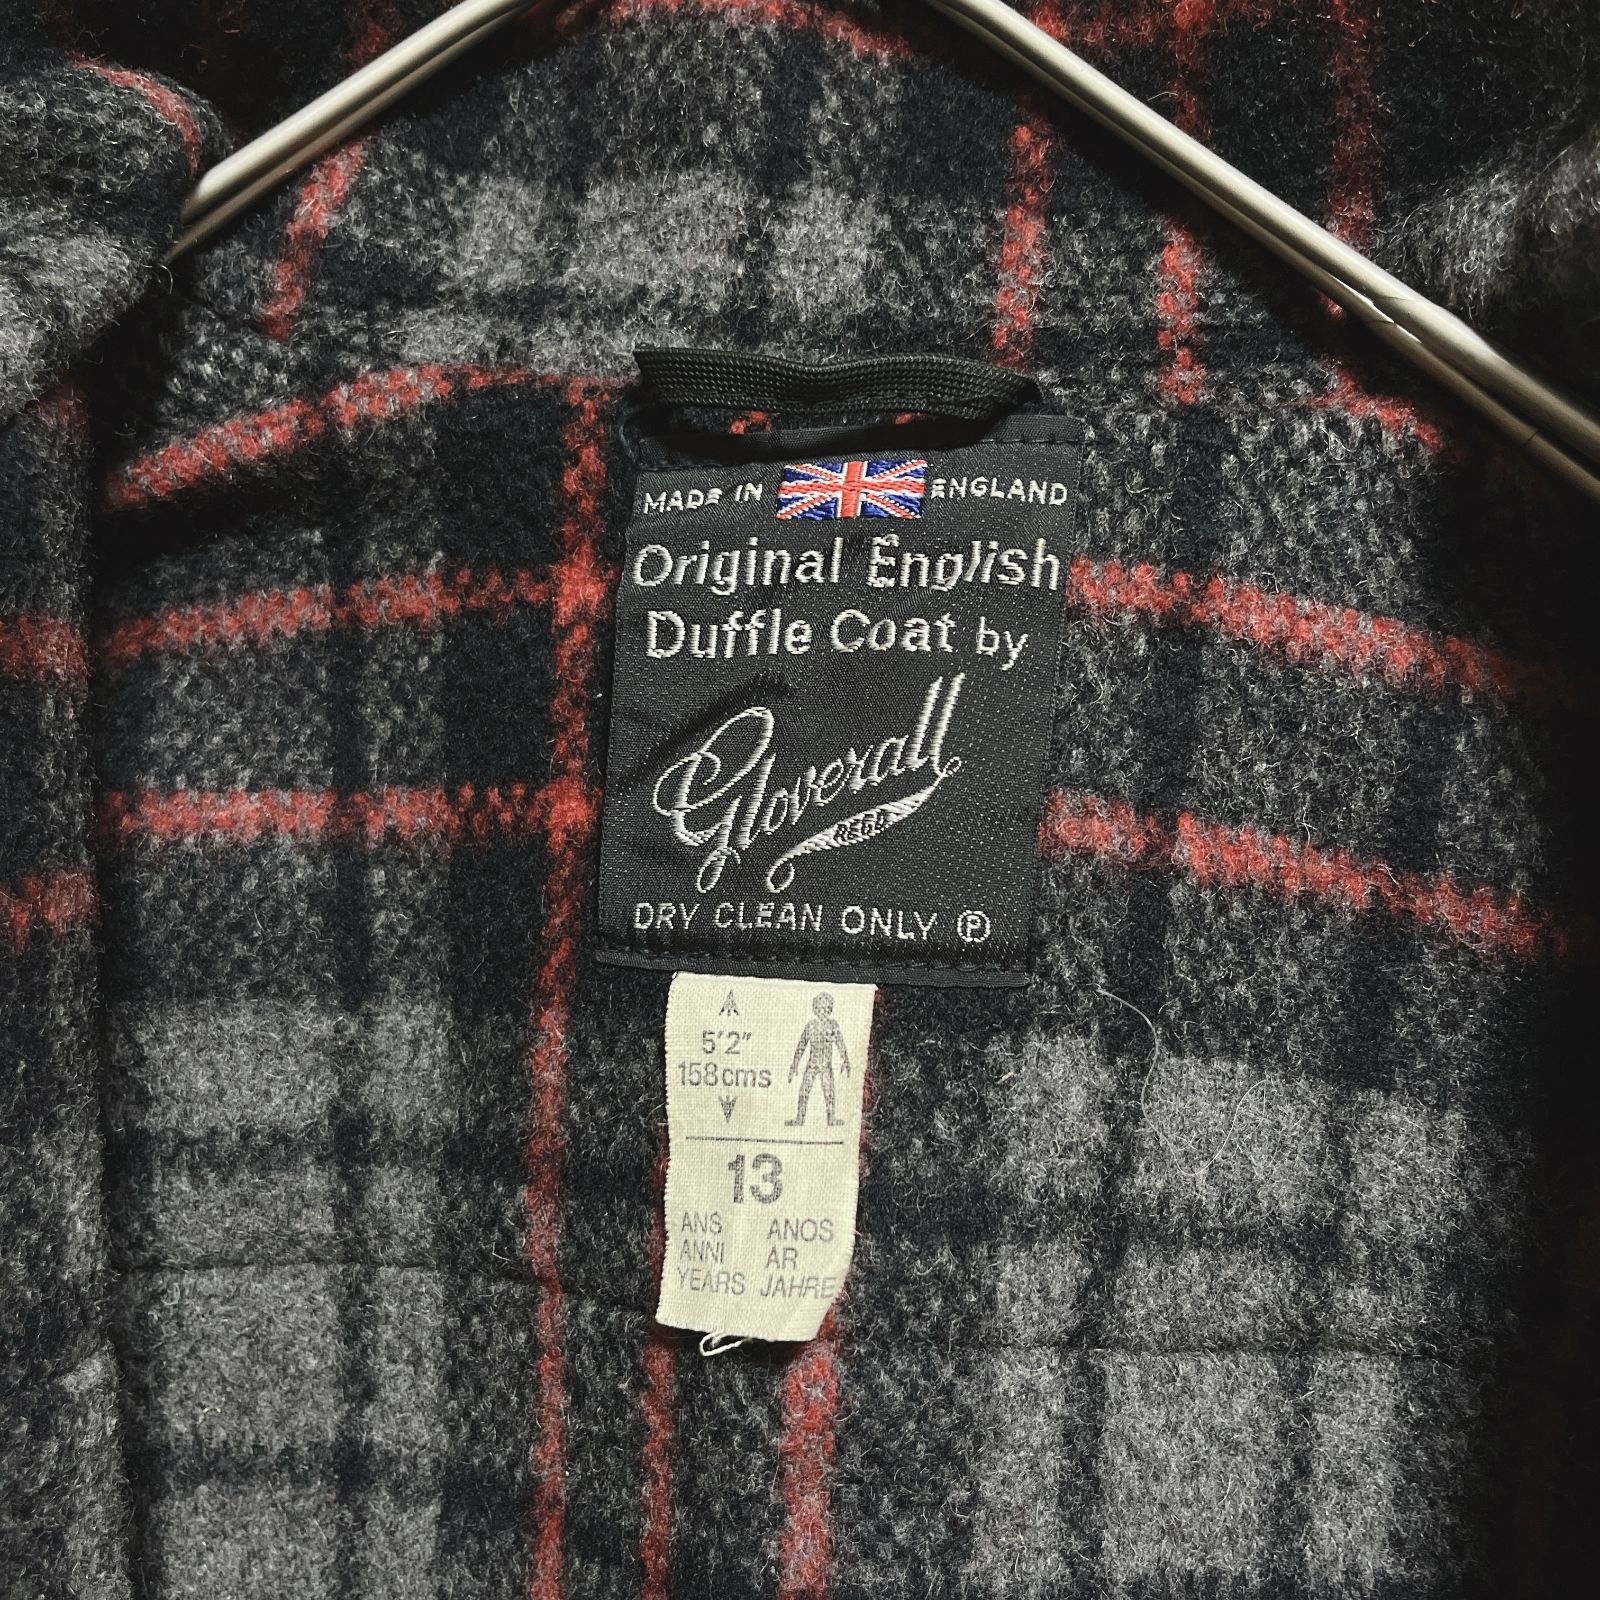 MADE IN ENGLAND
Original English
Duffle Coat by
Gloverall
REGD.
DRY CLEAN ONLY Ⓟ
5'2"
158cms
13
ANS ANOS
ANNI AR
YEARS JAHRE